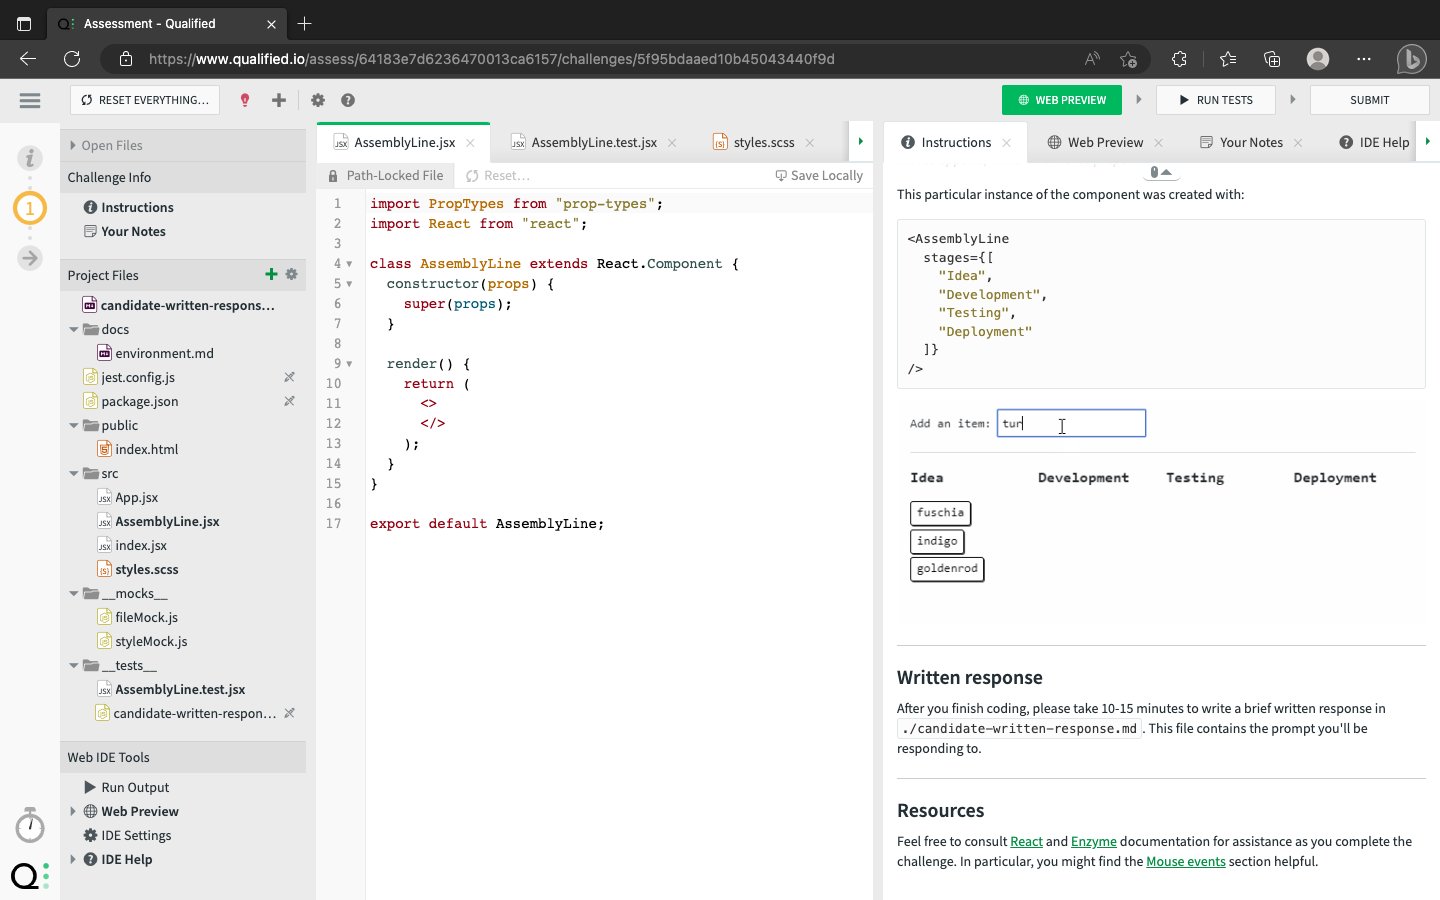 Assessment - Qualified
https://www.qualified.io/assess/64183e7d6236470013ca6157/challenges/5f95bdaaed10b45043440f9d
RESET EVERYTHING...
WEB PREVIEW
RUN TESTS
SUBMIT
1
Open Files
Challenge Info
Instructions
Your Notes
Project Files
candidate-written-respons...
docs
environment.md
jest.config.js
package.json
public
index.html
src
App.jsx
AssemblyLine.jsx
index.jsx
styles.scss
__mocks__
fileMock.js
styleMock.js
__tests__
AssemblyLine.test.jsx
candidate-written-respon...
Web IDE Tools
Run Output
Web Preview
IDE Settings
IDE Help
AssemblyLine.jsx
AssemblyLine.test.jsx
styles.scss
Path-Locked File
Reset...
Save Locally
1 import PropTypes from "prop-types";
2 import React from "react";
3
4 class AssemblyLine extends React.Component {
5 constructor(props) {
6 super(props);
7 }
8
9 render() {
10 return (
11 <>
12 </>
13 );
14 }
15 }
16
17 export default AssemblyLine;
Instructions
Web Preview
Your Notes
IDE Help
This particular instance of the component was created with:
<AssemblyLine
stages={[
"Idea",
"Development",
"Testing",
"Deployment"
]}
/>
Add an item: tur
Idea Development Testing Deployment
fuschia
indigo
goldenrod
Written response
After you finish coding, please take 10-15 minutes to write a brief written response in
./candidate-written-response.md . This file contains the prompt you'll be
responding to.
Resources
Feel free to consult React and Enzyme documentation for assistance as you complete the
challenge. In particular, you might find the Mouse events section helpful.